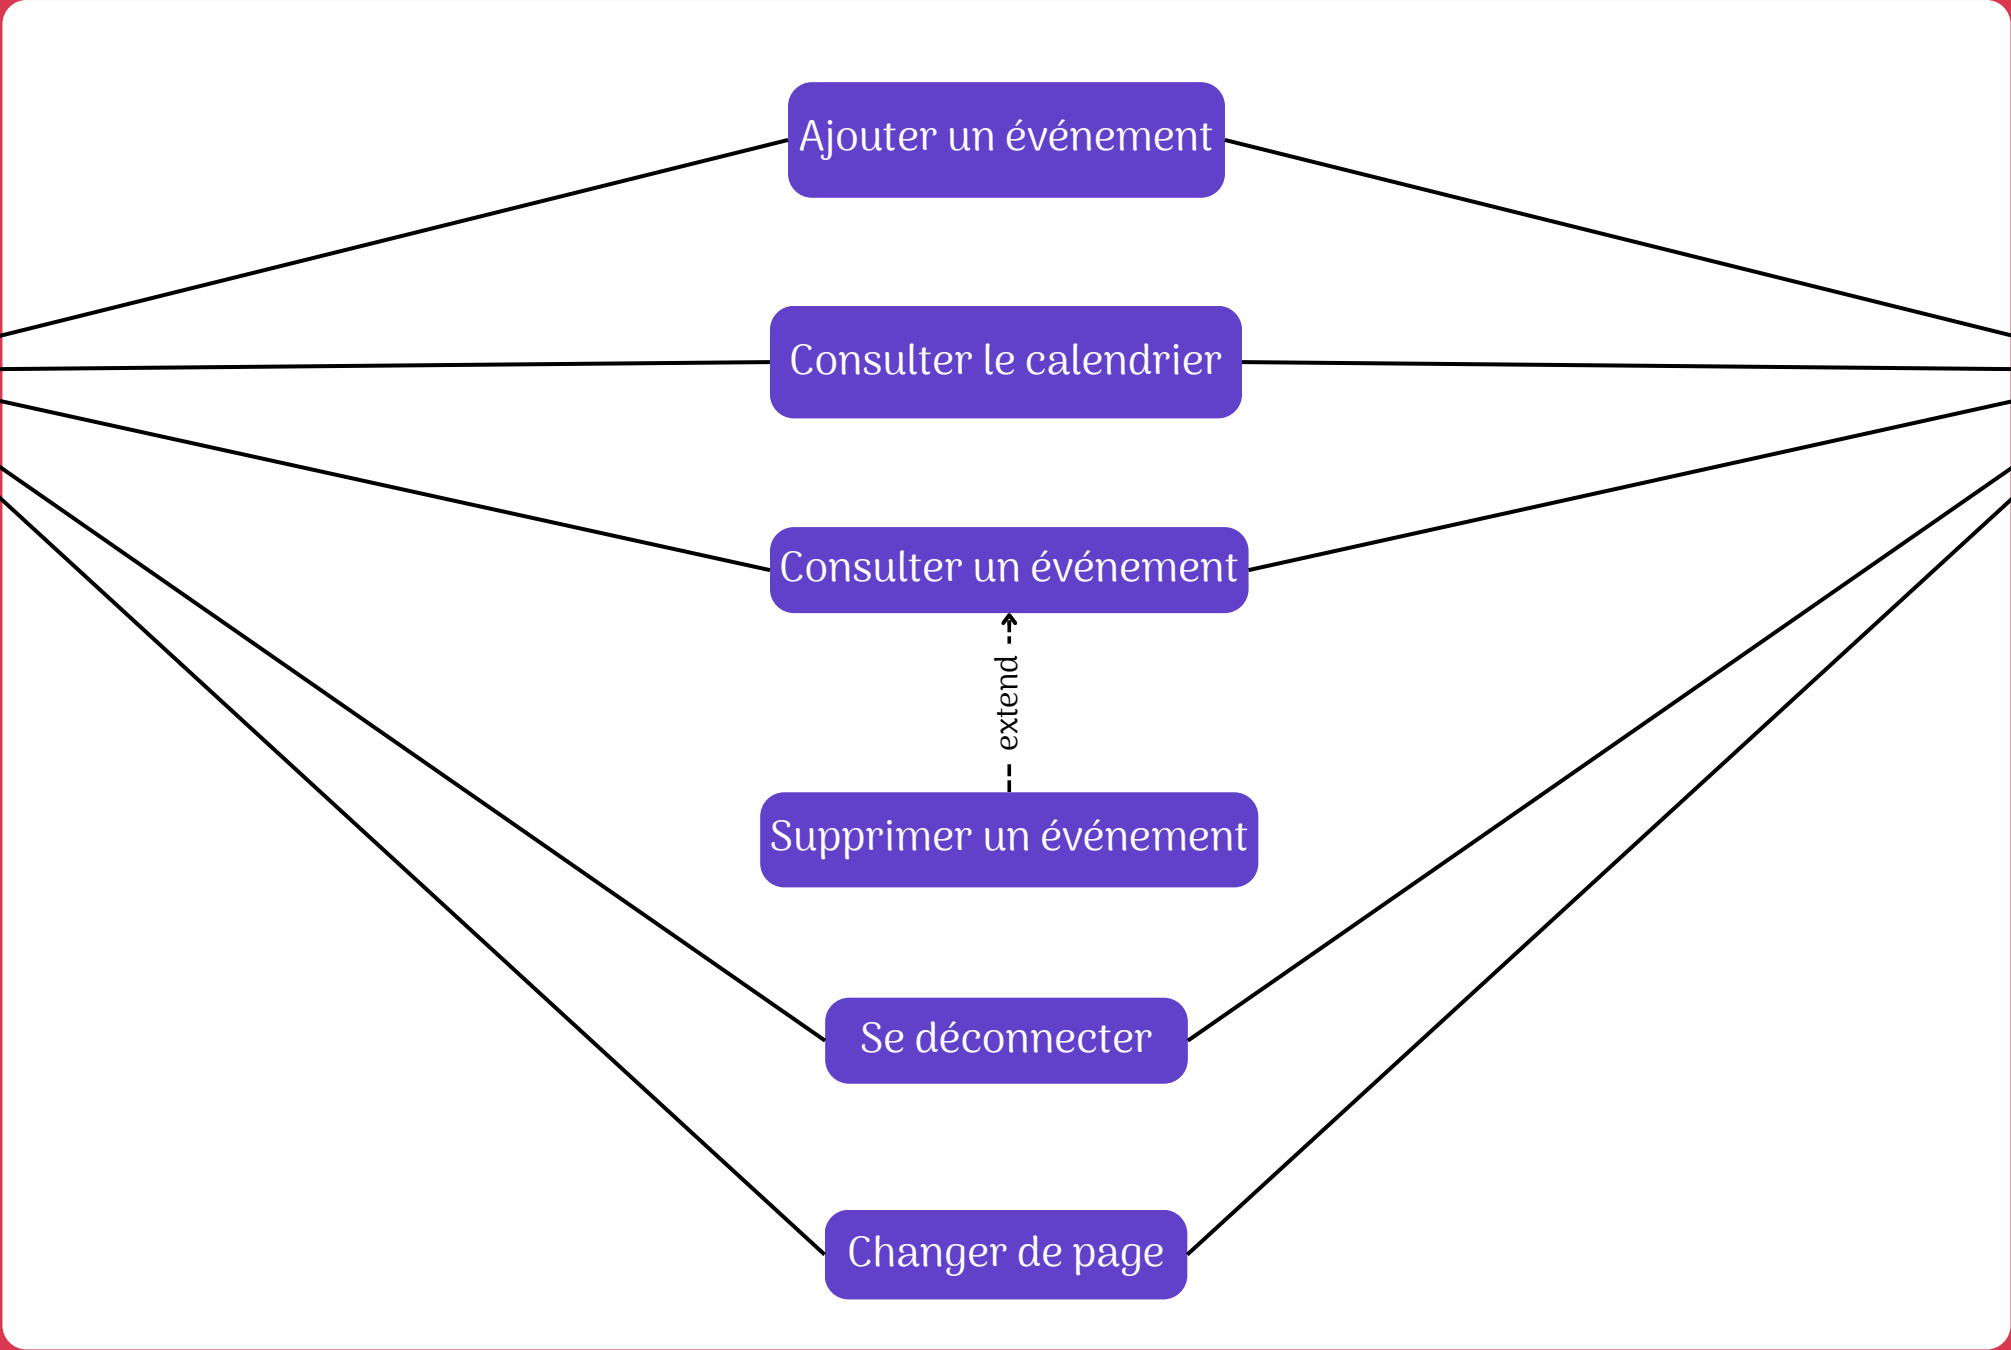 Ajouter un événement
Consulter le calendrier
Consulter un événement
extend
Supprimer un événement
Se déconnecter
Changer de page